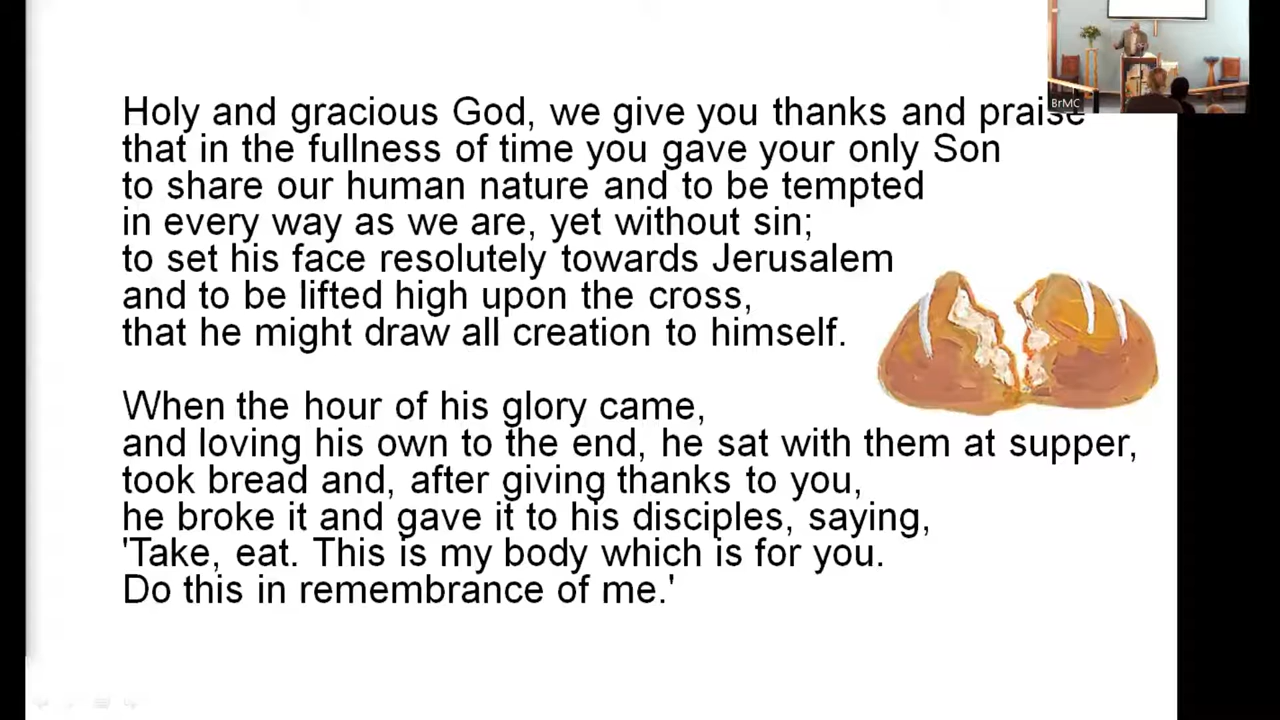 Holy and gracious God, we give you thanks and praise
that in the fullness of time you gave your only Son
to share our human nature and to be tempted
in every way as we are, yet without sin;
to set his face resolutely towards Jerusalem
and to be lifted high upon the cross,
that he might draw all creation to himself.
When the hour of his glory came,
and loving his own to the end, he sat with them at supper,
took bread and, after giving thanks to you,
he broke it and gave it to his disciples, saying,
'Take, eat. This is my body which is for you.
Do this in remembrance of me.'
BrMC